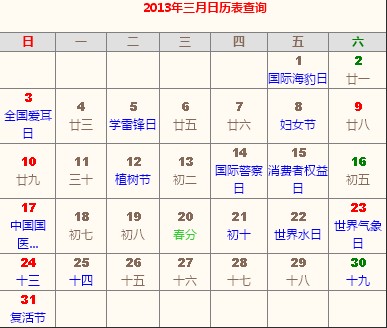 2013年三月日历表查询
日 一 二 三 四 五 六
1 2
国际海豹日 廿一
3 4 5 6 7 8 9
全国爱耳日 廿三 学雷锋日 廿五 廿六 妇女节 廿八
10 11 12 13 14 15 16
廿九 三十 植树节 初二 国际警察日 消费者权益日 初五
17 18 19 20 21 22 23
中国国医... 初七 初八 春分 初十 世界水日 世界气象日
24 25 26 27 28 29 30
十三 十四 十五 十六 十七 十八 十九
31
复活节